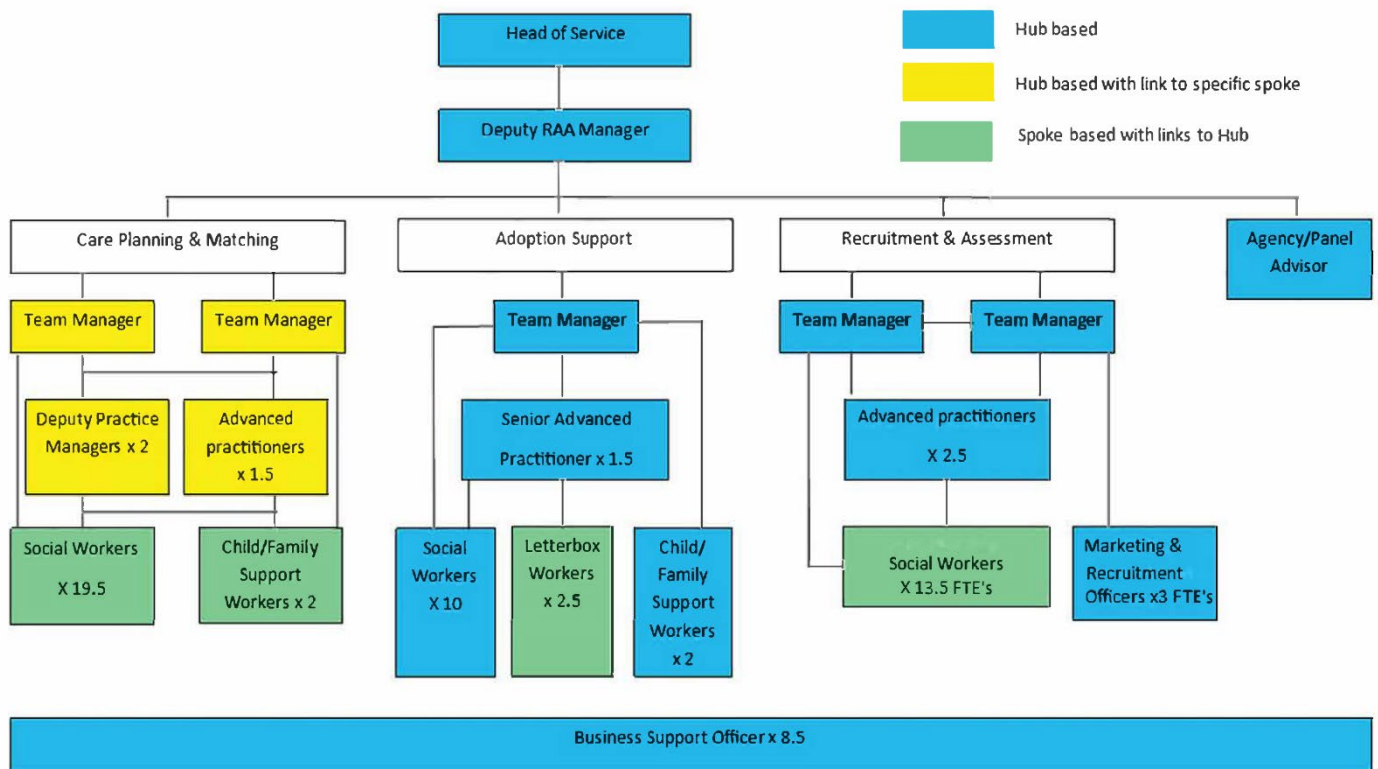 Head of Service
Hub based
Hub based with link to specific spoke
Spoke based with links to Hub
Deputy RAA Manager
Care Planning & Matching
Adoption Support
Recruitment & Assessment
Agency/Panel
Advisor
Team Manager
Team Manager
Team Manager
Team Manager
Team Manager
Deputy Practice
Managers x 2
Advanced
practitioners
x 1.5
Senior Advanced
Practitioner x 1.5
Advanced practitioners
X 2.5
Social Workers
X 19.5
Child/Family
Support
Workers x 2
Social
Workers
X 10
Letterbox
Workers
x 2.5
Child/
Family
Support
Workers
x 2
Social Workers
X 13.5 FTE's
Marketing &
Recruitment
Officers x3 FTE's
Business Support Officer x 8.5